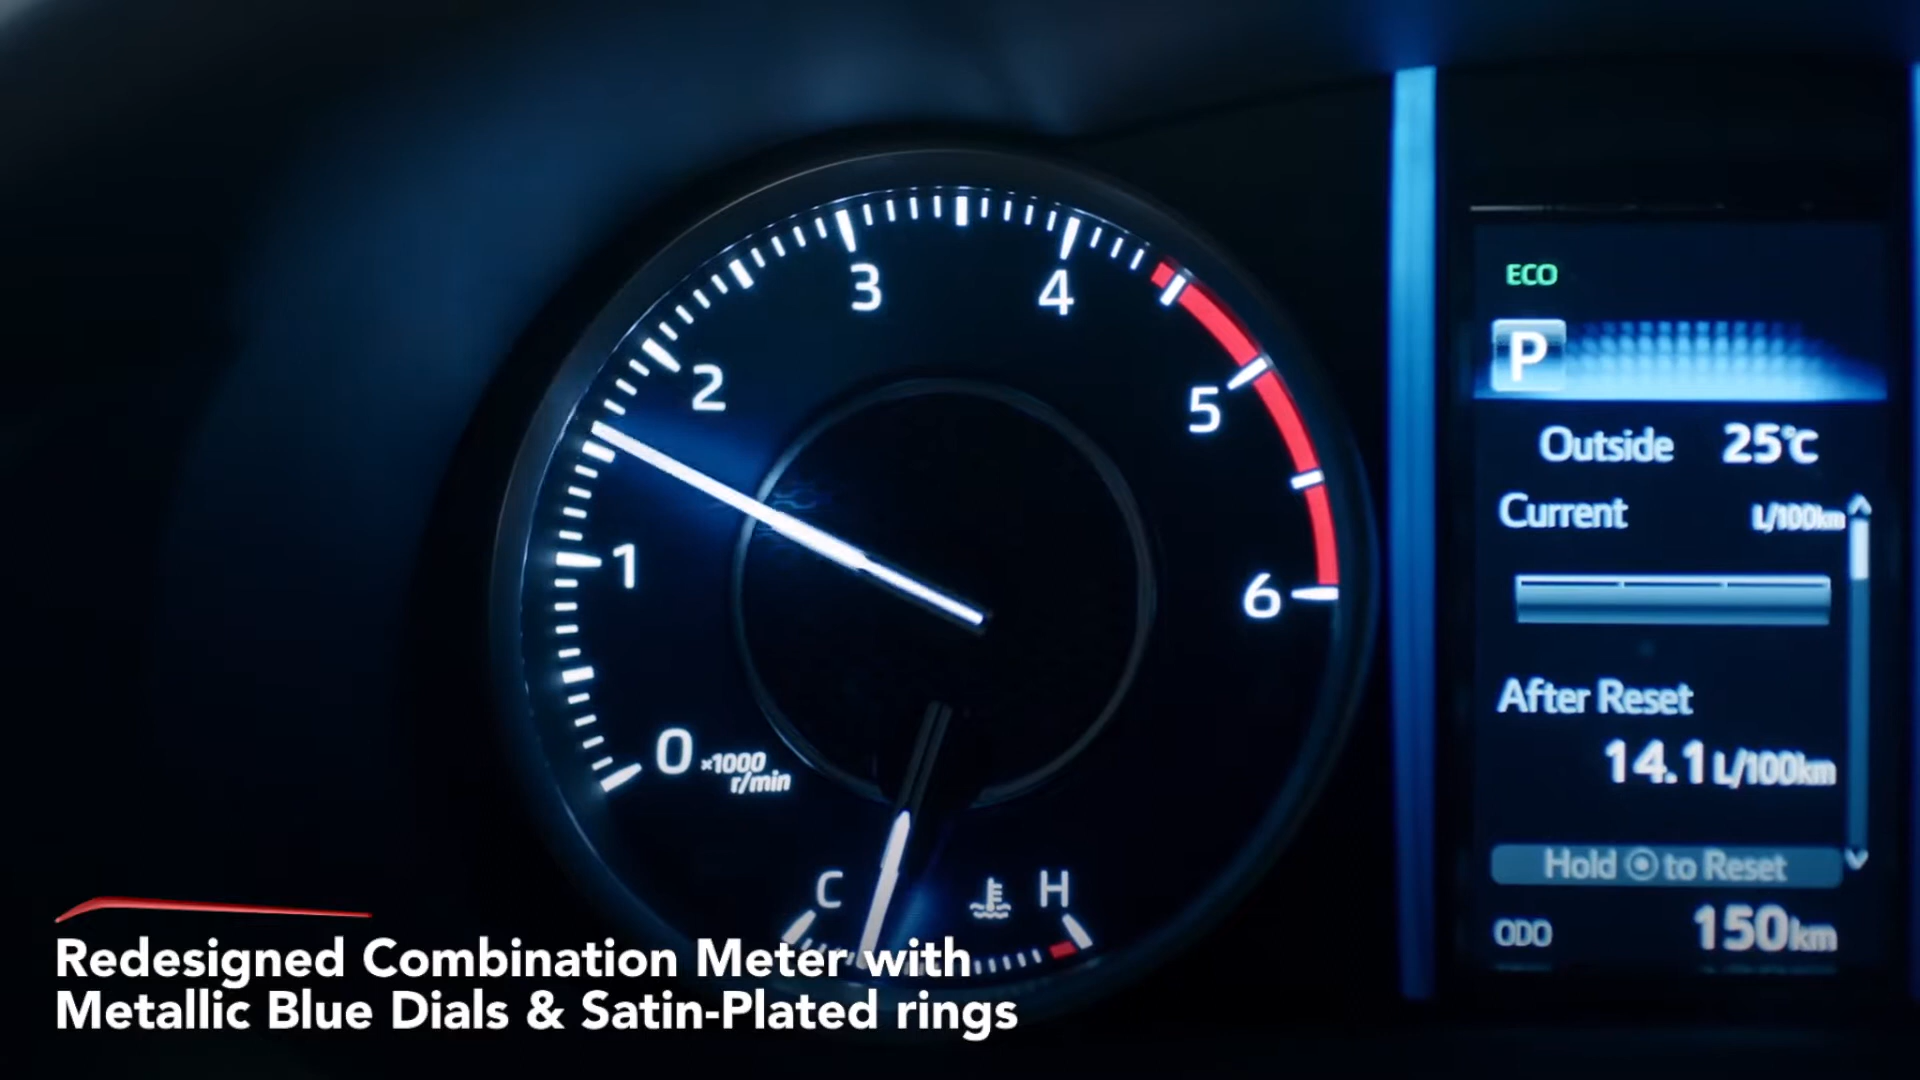 3
4
2
5
1
6
0 ×1000
r/min
C H
ECO
P
Outside 25℃
Current L/100km
After Reset
14.1 L/100km
Hold to Reset
ODO 150km
Redesigned Combination Meter with
Metallic Blue Dials & Satin-Plated rings